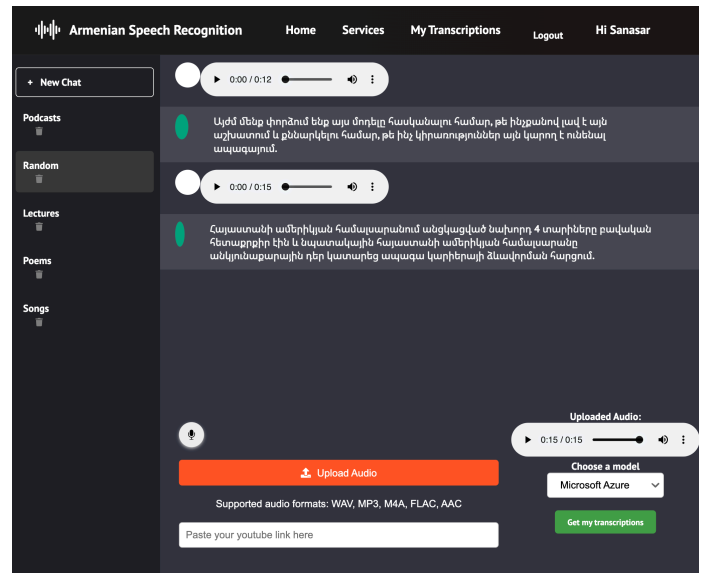 Armenian Speech Recognition
Home
Services
My Transcriptions
Logout
Hi Sanasar
+ New Chat
Podcasts
Random
Lectures
Poems
Songs
0:00 / 0:12
Այժմ մենք փորձում ենք այս մոդելը հասկանալու համար, թե ինչքանով լավ է այն
աշխատում և քննարկելու համար, թե ինչ կիրառություններ այն կարող է ունենալ
ապագայում.
0:00 / 0:15
Հայաստանի ամերիկյան համալսարանում անցկացված նախորդ 4 տարիները բավական
հետաքրքիր էին և նպատակային հայաստանի ամերիկյան համալսարանը
անկյունաքարային դեր կատարեց ապագա կարիերայի ձևավորման հարցում.
Upload Audio
Supported audio formats: WAV, MP3, M4A, FLAC, AAC
Paste your youtube link here
Uploaded Audio:
0:15 / 0:15
Choose a model
Microsoft Azure
Get my transcriptions